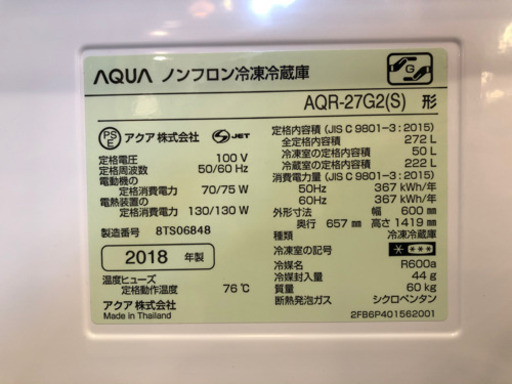 AQUA ノンフロン冷凍冷蔵庫
G
AQR-27G2(S) 形
PSE アクア株式会社 S-JET
定格電圧 100 V
定格周波数 50/60 Hz
電動機の
定格消費電力 70/75 W
電熱装置の
定格消費電力 130/130 W
製造番号 8TS06848
2018 年製
温度ヒューズ
定格動作温度 76℃
アクア株式会社
Made in Thailand
定格内容積 (JIS C 9801-3 : 2015)
全定格内容積 272 L
冷凍室の定格内容積 50 L
冷蔵室の定格内容積 222 L
消費電力量 (JIS C 9801-3 : 2015)
50Hz 367 kWh/年
60Hz 367 kWh/年
外形寸法 幅 600 mm
奥行 657 mm 高さ 1419 mm
種類 冷凍冷蔵庫
冷凍室の記号
冷媒名 R600a
冷媒封入量 44 g
質量 60 kg
断熱発泡ガス シクロペンタン
2FB6P401562001